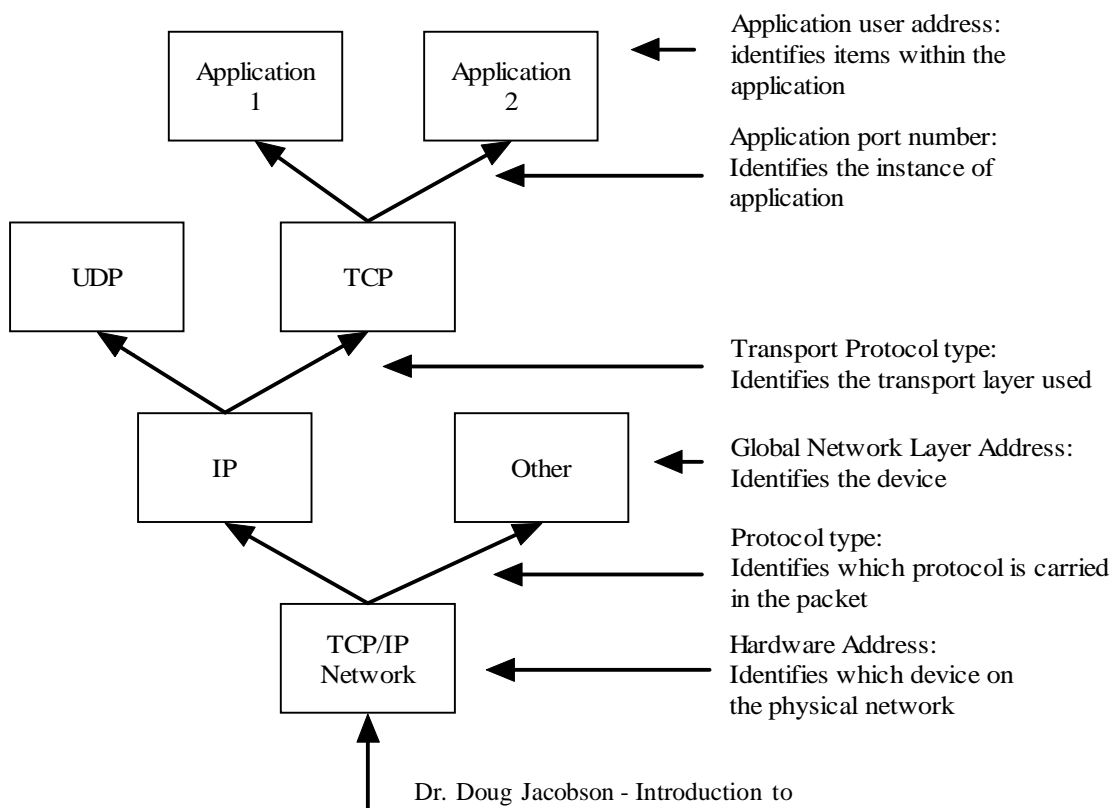 Application user address:
identifies items within the
application
Application
1
Application
2
Application port number:
Identifies the instance of
application
UDP
TCP
Transport Protocol type:
Identifies the transport layer used
IP
Other
Global Network Layer Address:
Identifies the device
Protocol type:
Identifies which protocol is carried
in the packet
TCP/IP
Network
Hardware Address:
Identifies which device on
the physical network
Dr. Doug Jacobson - Introduction to